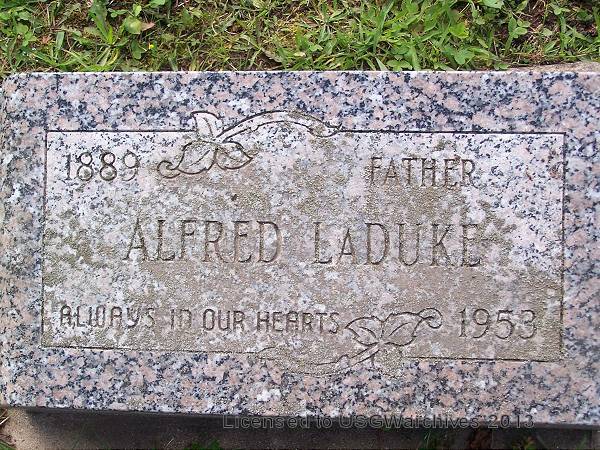 1889 FATHER
ALFRED LADUKE
ALWAYS IN OUR HEARTS 1953
Licensed to USGWarchives 2013